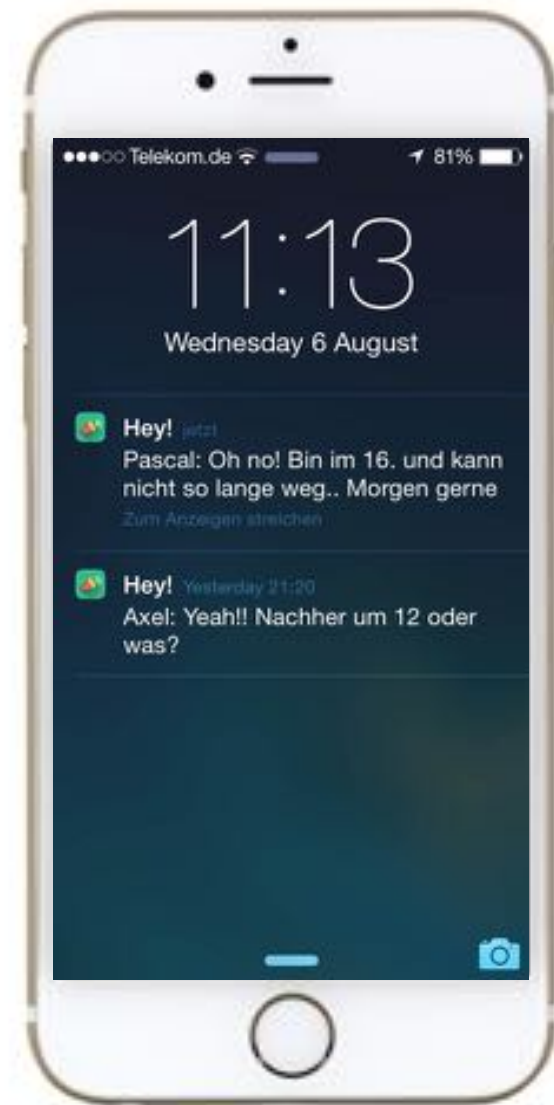 Telekom.de 81%
11:13
Wednesday 6 August
Hey! jetzt
Pascal: Oh no! Bin im 16. und kann
nicht so lange weg.. Morgen gerne
Zum Anzeigen streichen
Hey! Yesterday 21:20
Axel: Yeah!! Nachher um 12 oder
was?